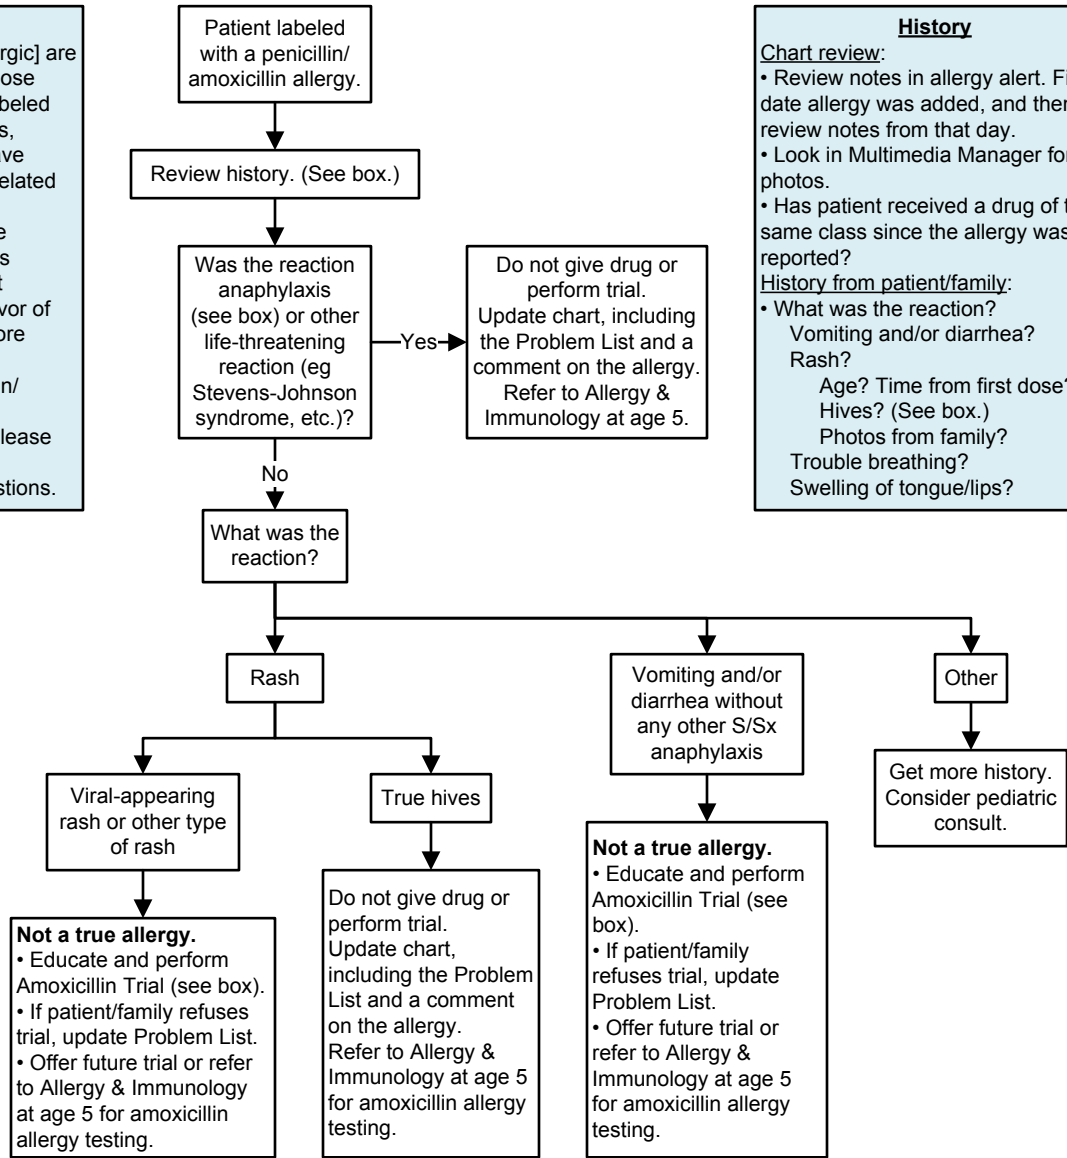 rgic] are
ose
beled
s,
ave
elated
e
s
t
vor of
ore
n/
lease
stions.
Patient labeled
with a penicillin/
amoxicillin allergy.
Review history. (See box.)
Was the reaction
anaphylaxis
(see box) or other
life-threatening
reaction (eg
Stevens-Johnson
syndrome, etc.)?
Yes
Do not give drug or
perform trial.
Update chart, including
the Problem List and a
comment on the allergy.
Refer to Allergy &
Immunology at age 5.
History
Chart review:
• Review notes in allergy alert. Fi
date allergy was added, and then
review notes from that day.
• Look in Multimedia Manager for
photos.
• Has patient received a drug of t
same class since the allergy was
reported?
History from patient/family:
• What was the reaction?
Vomiting and/or diarrhea?
Rash?
Age? Time from first dose?
Hives? (See box.)
Photos from family?
Trouble breathing?
Swelling of tongue/lips?
No
What was the
reaction?
Rash
Viral-appearing
rash or other type
of rash
Not a true allergy.
• Educate and perform
Amoxicillin Trial (see box).
• If patient/family refuses
trial, update Problem List.
• Offer future trial or refer
to Allergy & Immunology
at age 5 for amoxicillin
allergy testing.
True hives
Do not give drug or
perform trial.
Update chart,
including the Problem
List and a comment
on the allergy.
Refer to Allergy &
Immunology at age 5
for amoxicillin allergy
testing.
Vomiting and/or
diarrhea without
any other S/Sx
anaphylaxis
Not a true allergy.
• Educate and perform
Amoxicillin Trial (see
box).
• If patient/family
refuses trial, update
Problem List.
• Offer future trial or
refer to Allergy &
Immunology at age 5
for amoxicillin allergy
testing.
Other
Get more history.
Consider pediatric
consult.